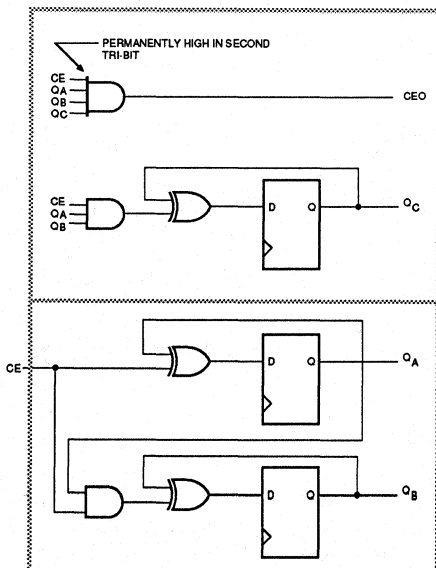 PERMANENTLY HIGH IN SECOND
TRI-BIT
CE
QA
QB
QC
CEO
CE
QA
QB
D Q
QC
CE
D Q
QA
D Q
QB